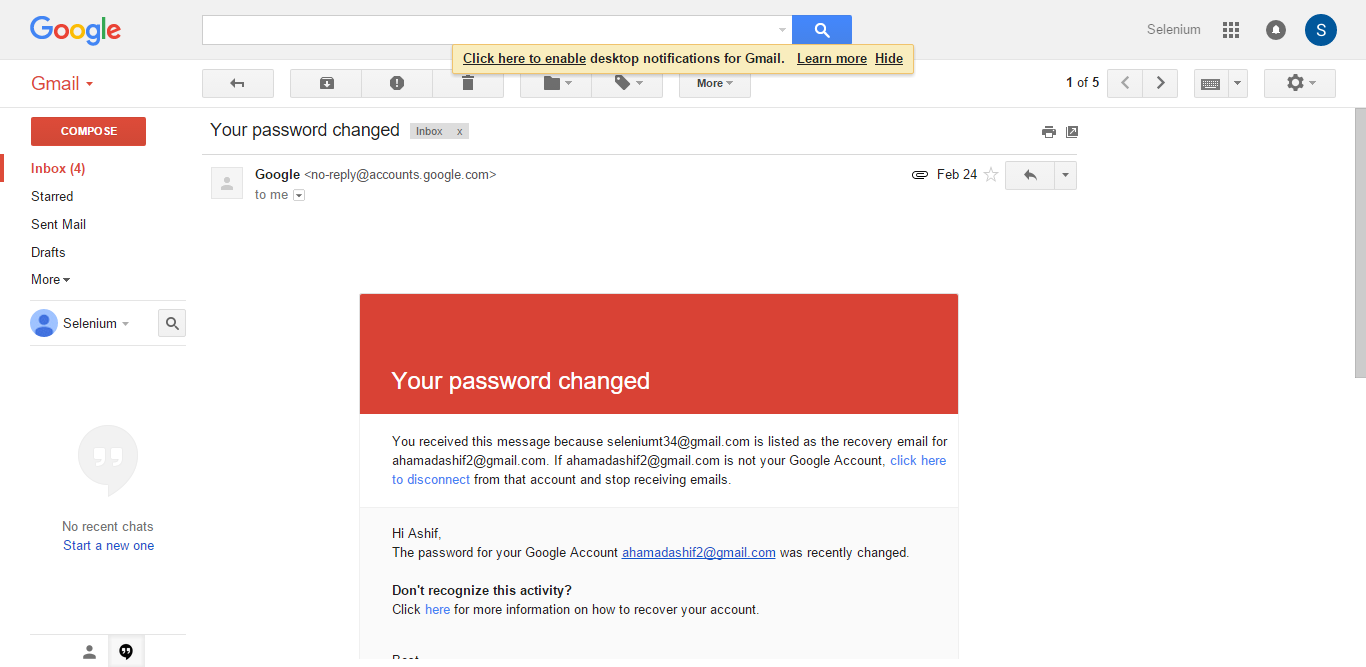 Google
Selenium
S
Click here to enable desktop notifications for Gmail. Learn more Hide
Gmail
More
1 of 5
COMPOSE
Your password changed
Inbox x
Inbox (4)
Starred
Sent Mail
Drafts
More
Google <no-reply@accounts.google.com>
Feb 24
to me
Selenium
Your password changed
You received this message because seleniumt34@gmail.com is listed as the recovery email for
ahamadashif2@gmail.com. If ahamadashif2@gmail.com is not your Google Account, click here
to disconnect from that account and stop receiving emails.
Hi Ashif,
The password for your Google Account ahamadashif2@gmail.com was recently changed.
Don't recognize this activity?
Click here for more information on how to recover your account.
No recent chats
Start a new one